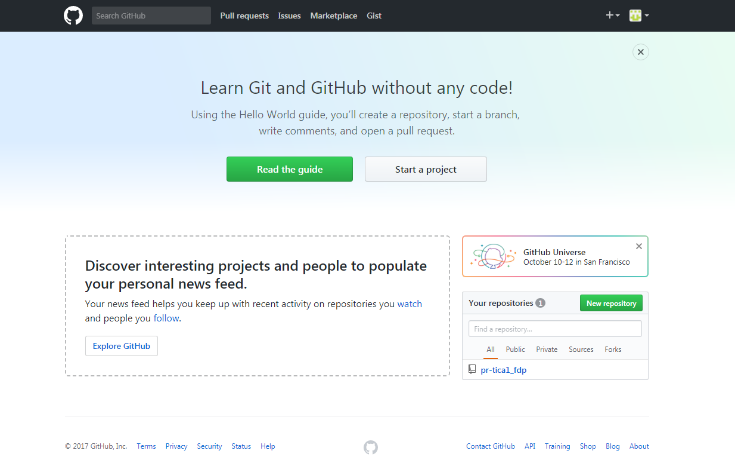 Search GitHub Pull requests Issues Marketplace Gist
Learn Git and GitHub without any code!
Using the Hello World guide, you'll create a repository, start a branch,
write comments, and open a pull request.
Read the guide Start a project
Discover interesting projects and people to populate
your personal news feed.
Your news feed helps you keep up with recent activity on repositories you watch
and people you follow.
Explore GitHub
GitHub Universe
October 10-12 in San Francisco
Your repositories 1 New repository
Find a repository...
All Public Private Sources Forks
pr-tica1_fdp
© 2017 GitHub, Inc. Terms Privacy Security Status Help Contact GitHub API Training Shop Blog About